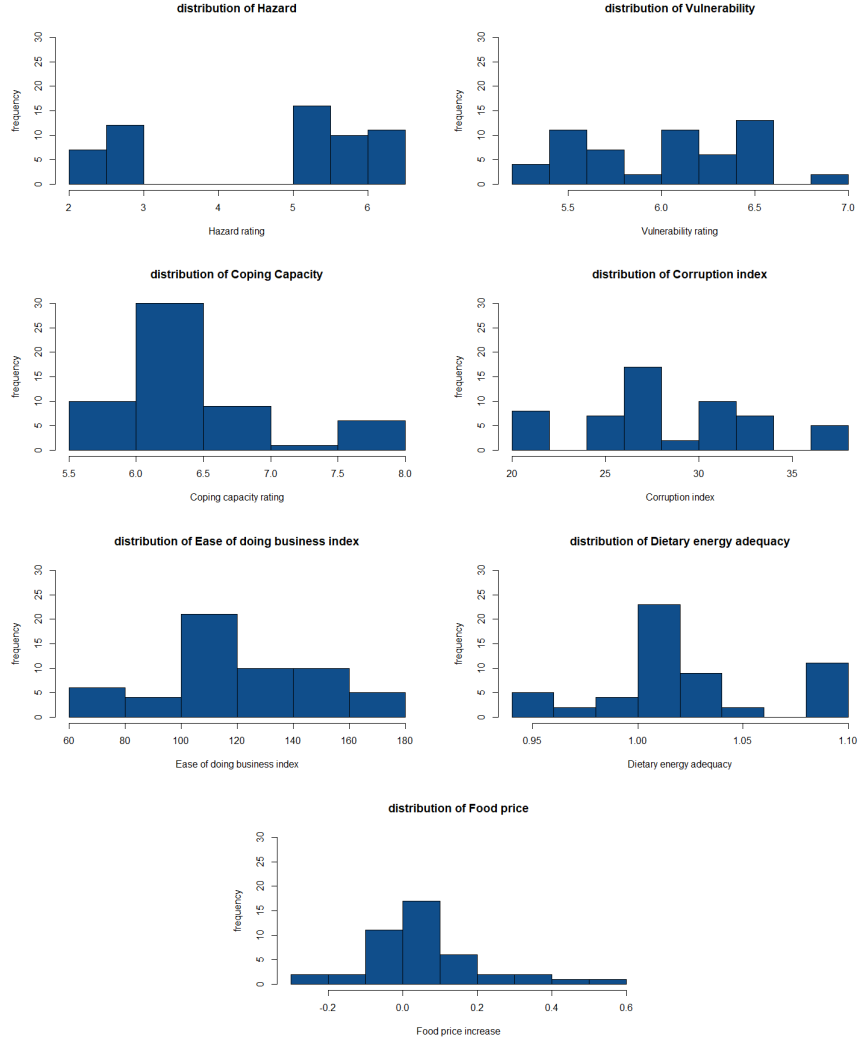 distribution of Hazard
frequency
0 5 10 15 20 25 30
2 3 4 5 6
Hazard rating
distribution of Vulnerability
frequency
0 5 10 15 20 25 30
5.5 6.0 6.5 7.0
Vulnerability rating
distribution of Coping Capacity
frequency
0 5 10 15 20 25 30
5.5 6.0 6.5 7.0 7.5 8.0
Coping capacity rating
distribution of Corruption index
frequency
0 5 10 15 20 25 30
20 25 30 35
Corruption index
distribution of Ease of doing business index
frequency
0 5 10 15 20 25 30
60 80 100 120 140 160 180
Ease of doing business index
distribution of Dietary energy adequacy
frequency
0 5 10 15 20 25 30
0.95 1.00 1.05 1.10
Dietary energy adequacy
distribution of Food price
frequency
0 5 10 15 20 25 30
-0.2 0.0 0.2 0.4 0.6
Food price increase